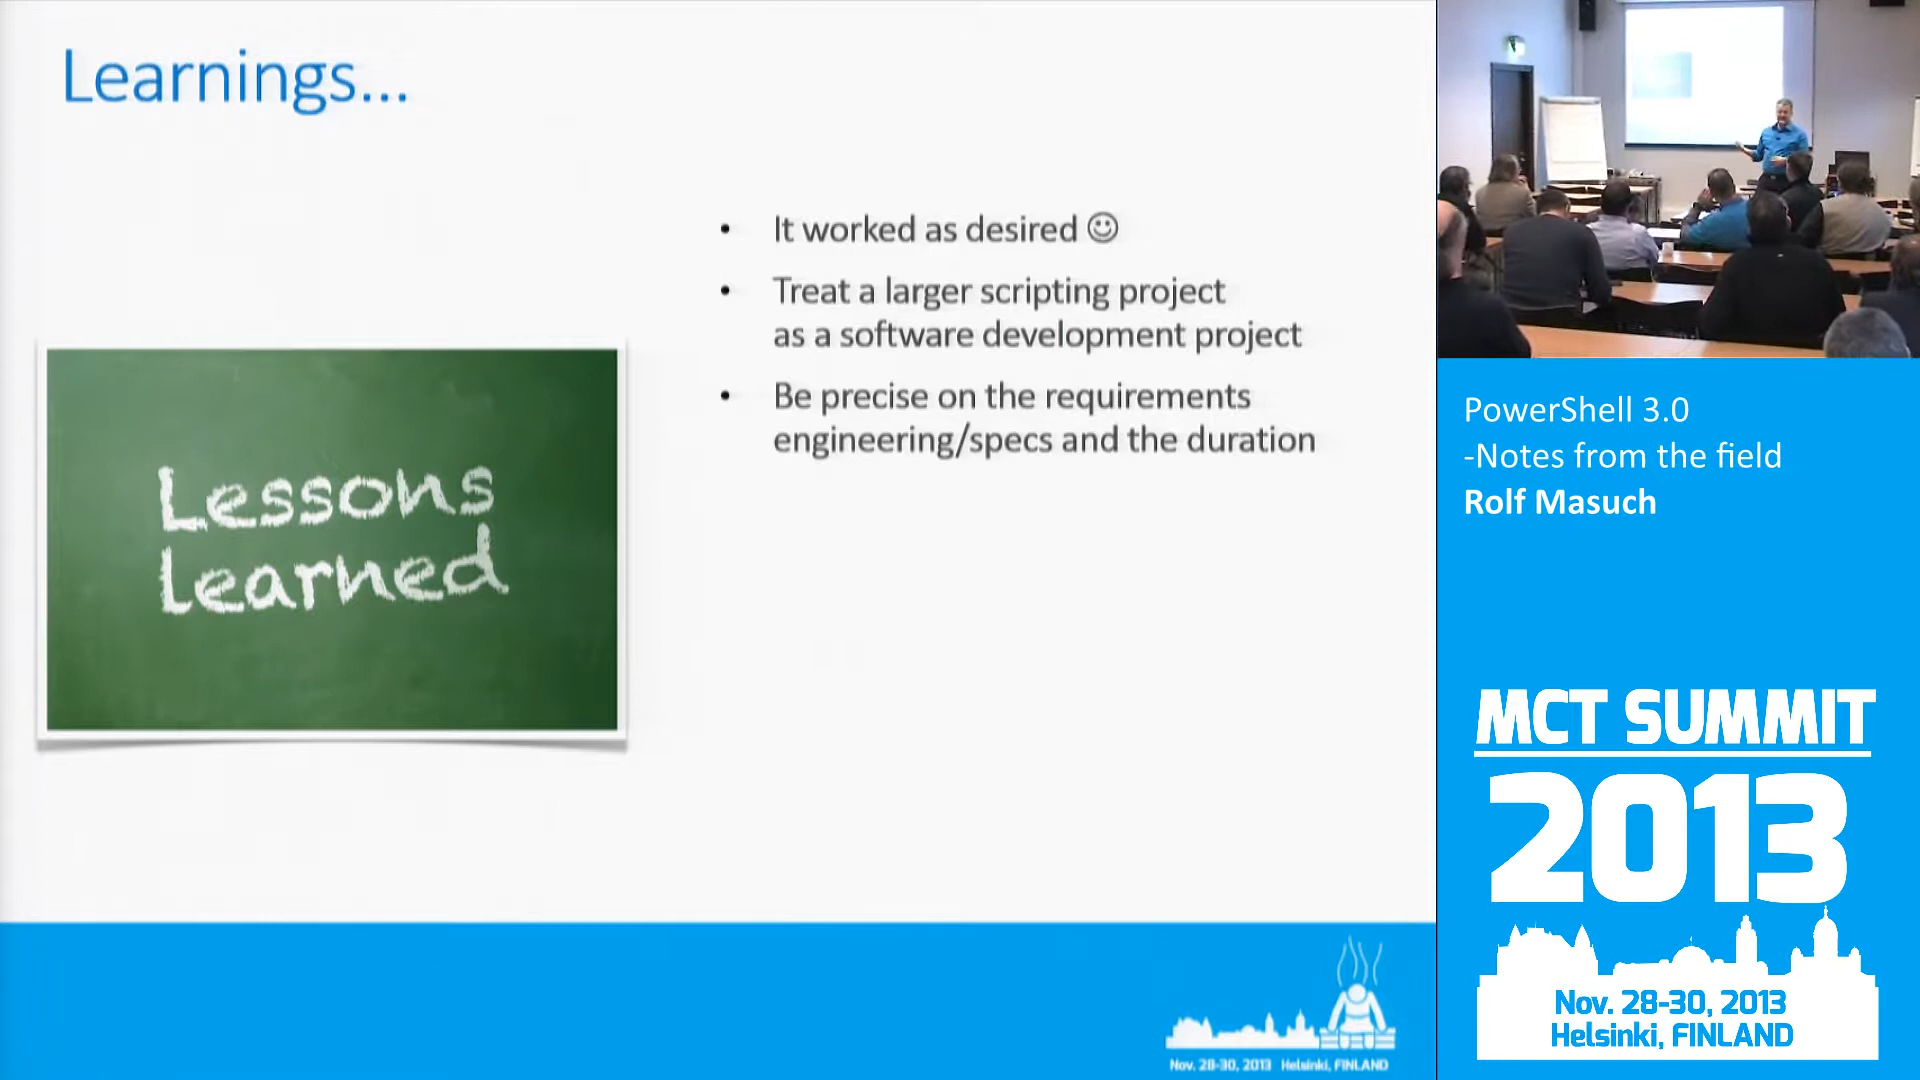 Learnings...
• It worked as desired ☺
• Treat a larger scripting project
as a software development project
• Be precise on the requirements
engineering/specs and the duration
Lessons
Learned
Nov. 28-30, 2013 Helsinki, FINLAND
PowerShell 3.0
-Notes from the field
Rolf Masuch
MCT SUMMIT
2013
Nov. 28-30, 2013
Helsinki, FINLAND